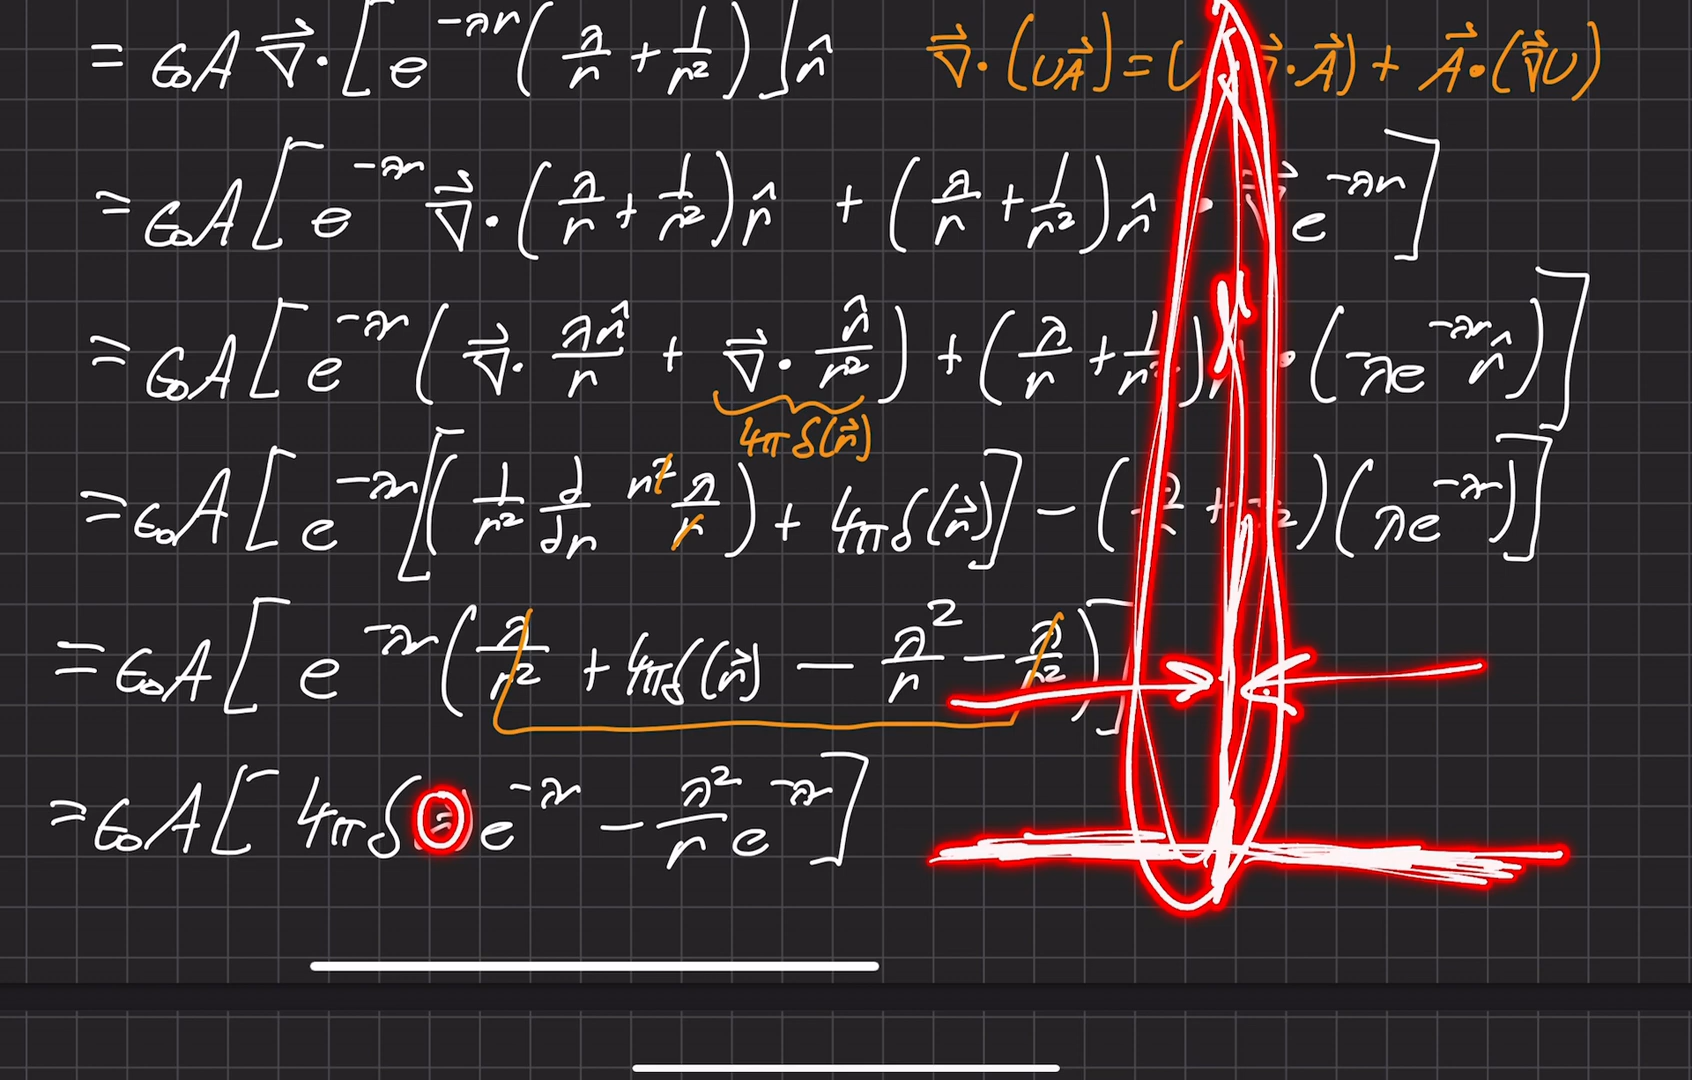 = ϵ₀A ∇⃗·[e^{-λr}(λ/r + 1/r²)]r̂
∇⃗·(UA⃗) = U ∇⃗·A⃗) + A⃗·(∇⃗U)
= ϵ₀A[e^{-λr} ∇⃗·(λ/r + 1/r²)r̂ + (λ/r + 1/r²)r̂ · ∇⃗e^{-λr}]
= ϵ₀A[e^{-λr}(∇⃗·λr̂/r + ∇⃗·r̂/r²) + (λ/r + 1/r²)r̂·(-λe^{-λr} r̂)]
4πδ(r⃗)
= ϵ₀A[e^{-λr}[(1/r² d/dr r² λ/r) + 4πδ(r⃗)] - (λ/r + 1/r²)(λe^{-λr})]
= ϵ₀A[e^{-λr}(λ/r² + 4πδ(r⃗) - λ²/r - λ/r²)]
= ϵ₀A[4πδ e^{-λr} - λ²/r e^{-λr}]